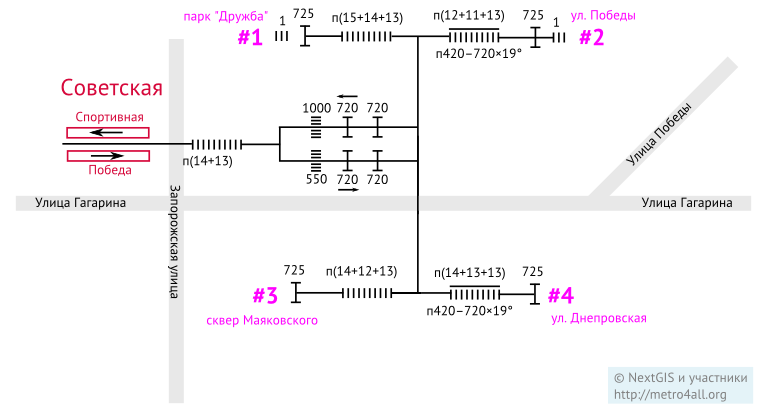 парк "Дружба"
#1
1
725
п(15+14+13)
п(12+11+13)
п420–720×19°
725
1
ул. Победы
#2
Советская
Спортивная
Победа
п(14+13)
1000
720
720
550
720
720
Улица Победы
Улица Гагарина
Запорожская улица
Улица Гагарина
725
#3
сквер Маяковского
п(14+12+13)
п(14+13+13)
п420–720×19°
725
#4
ул. Днепровская
© NextGIS и участники
http://metro4all.org